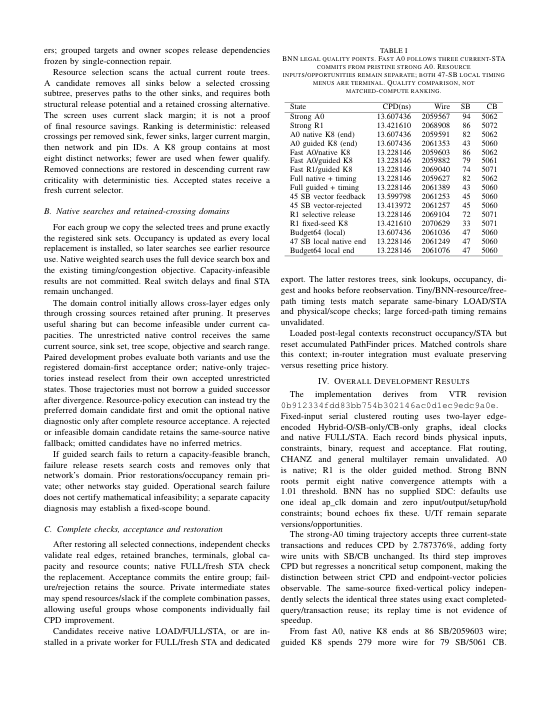 ers; grouped targets and owner scopes release dependencies
frozen by single-connection repair.
Resource selection scans the actual current route trees.
A candidate removes all sinks below a selected crossing
subtree, preserves paths to the other sinks, and requires both
structural release potential and a retained crossing alternative.
The screen uses current slack margin; it is not a proof
of final resource savings. Ranking is deterministic: released
crossings per removed sink, fewer sinks, larger current margin,
then network and pin IDs. A K8 group contains at most
eight distinct networks; fewer are used when fewer qualify.
Removed connections are restored in descending current raw
criticality with deterministic ties. Accepted states receive a
fresh current selector.
B. Native searches and retained-crossing domains
For each group we copy the selected trees and prune exactly
the registered sink sets. Occupancy is updated as every local
replacement is installed, so later searches see earlier resource
use. Native weighted search uses the full device search box and
the existing timing/congestion objective. Capacity-infeasible
results are not committed. Real switch delays and final STA
remain unchanged.
The domain control initially allows cross-layer edges only
through crossing sources retained after pruning. It preserves
useful sharing but can become infeasible under current ca-
pacities. The unrestricted native control receives the same
current source, sink set, tree scope, objective and search range.
Paired development probes evaluate both variants and use the
registered domain-first acceptance order; native-only trajec-
tories instead reselect from their own accepted unrestricted
states. Those trajectories must not borrow a guided successor
after divergence. Resource-policy execution can instead try the
preferred domain candidate first and omit the optional native
diagnostic only after complete resource acceptance. A rejected
or infeasible domain candidate retains the same-source native
fallback; omitted candidates have no inferred metrics.
If guided search fails to return a capacity-feasible branch,
failure release resets search costs and removes only that
network's domain. Prior restorations/occupancy remain pri-
vate; other networks stay guided. Operational search failure
does not certify mathematical infeasibility; a separate capacity
diagnosis may establish a fixed-scope bound.
C. Complete checks, acceptance and restoration
After restoring all selected connections, independent checks
validate real edges, retained branches, terminals, global ca-
pacity and resource counts; native FULL/fresh STA check
the replacement. Acceptance commits the entire group; fail-
ure/rejection retains the source. Private intermediate states
may spend resources/slack if the complete combination passes,
allowing useful groups whose components individually fail
CPD improvement.
Candidates receive native LOAD/FULL/STA, or are in-
stalled in a private worker for FULL/fresh STA and dedicated
TABLE I
BNN LEGAL QUALITY POINTS. FAST A0 FOLLOWS THREE CURRENT-STA
COMMITS FROM PRISTINE STRONG A0. RESOURCE
INPUTS/OPPORTUNITIES REMAIN SEPARATE; BOTH 47-SB LOCAL TIMING
MENUS ARE TERMINAL. QUALITY COMPARISON, NOT
MATCHED-COMPUTE RANKING.
State CPD(ns) Wire SB CB
Strong A0 13.607436 2059567 94 5062
Strong R1 13.621410 2068908 86 5072
A0 native K8 (end) 13.607436 2059591 82 5062
A0 guided K8 (end) 13.607436 2061353 43 5060
Fast A0/native K8 13.228146 2059603 86 5062
Fast A0/guided K8 13.228146 2059882 79 5061
Fast R1/guided K8 13.228146 2069040 74 5071
Full native + timing 13.228146 2059627 82 5062
Full guided + timing 13.228146 2061389 43 5060
45 SB vector feedback 13.599798 2061253 45 5060
45 SB vector-rejected 13.413972 2061257 45 5060
R1 selective release 13.228146 2069104 72 5071
R1 infeasible-crossing 13.621410 2070629 33 5071
Budget64 (local) 13.607436 2061036 47 5060
47 SB local native end 13.228146 2061249 47 5060
Budget64 local end 13.228146 2061076 47 5060
export. The latter restores trees, sink lookups, occupancy, di-
gest and hooks before reobservation. Tiny/BNN-resource/free-
path timing tests match separate same-binary LOAD/STA
and physical/scope checks; large forced-path timing remains
unvalidated.
Loaded post-legal contexts reconstruct occupancy/STA but
reset accumulated PathFinder prices. Matched controls share
this context; in-router integration must evaluate preserving
versus resetting price history.
IV. OVERALL DEVELOPMENT RESULTS
The implementation derives from VTR revision
0b912334fdd83bb754b302146ac0d1ec9edc9a0e.
Fixed-input serial clustered routing uses two-layer edge-
encoded Hybrid-O/SB-only/CB-only graphs, ideal clocks
and native FULL/STA. Each record binds physical inputs,
constraints, binary, request and acceptance. Flat routing,
CHANZ and general multilayer remain unvalidated. A0
is native; R1 is the older guided method. Strong BNN
roots permit eight native convergence attempts with a
1.01 threshold. BNN has no supplied SDC: defaults use
one ideal ap_clk domain and zero input/output/setup/hold
constraints; bound echoes fix these. U/Tf remain separate
versions/opportunities.
The strong-A0 timing trajectory accepts three current-state
transactions and reduces CPD by 2.787376%, adding forty
wire units with SB/CB unchanged. Its third step improves
CPD but regresses a noncritical setup component, making the
distinction between strict CPD and endpoint-vector policies
observable. The same-source fixed-vertical policy indepen-
dently selects the identical three states using exact completed-
query/transaction reuse; its replay time is not evidence of
speedup.
From fast A0, native K8 ends at 86 SB/2059603 wire;
guided K8 spends 279 more wire for 79 SB/5061 CB.